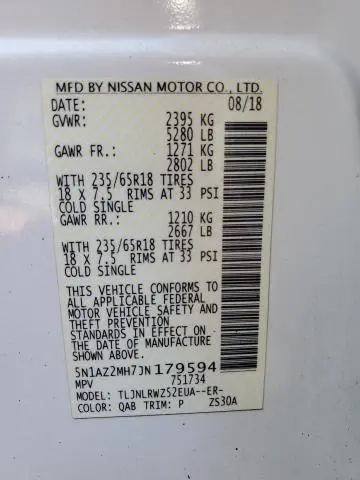 MFD BY NISSAN MOTOR CO., LTD.
DATE: 08/18
GVWR: 2395 KG
5280 LB
GAWR FR.: 1271 KG
2802 LB
WITH 235/65R18 TIRES
18 X 7.5 RIMS AT 33 PSI
COLD SINGLE
GAWR RR.: 1210 KG
2667 LB
WITH 235/65R18 TIRES
18 X 7.5 RIMS AT 33 PSI
COLD SINGLE
THIS VEHICLE CONFORMS TO
ALL APPLICABLE FEDERAL
MOTOR VEHICLE SAFETY AND
THEFT PREVENTION
STANDARDS IN EFFECT ON
THE DATE OF MANUFACTURE
SHOWN ABOVE.
5N1AZ2MH7JN179594
MPV 751734
MODEL: TLJNLRWZ52EUA--ER-
COLOR: QAB TRIM: P ZS30A